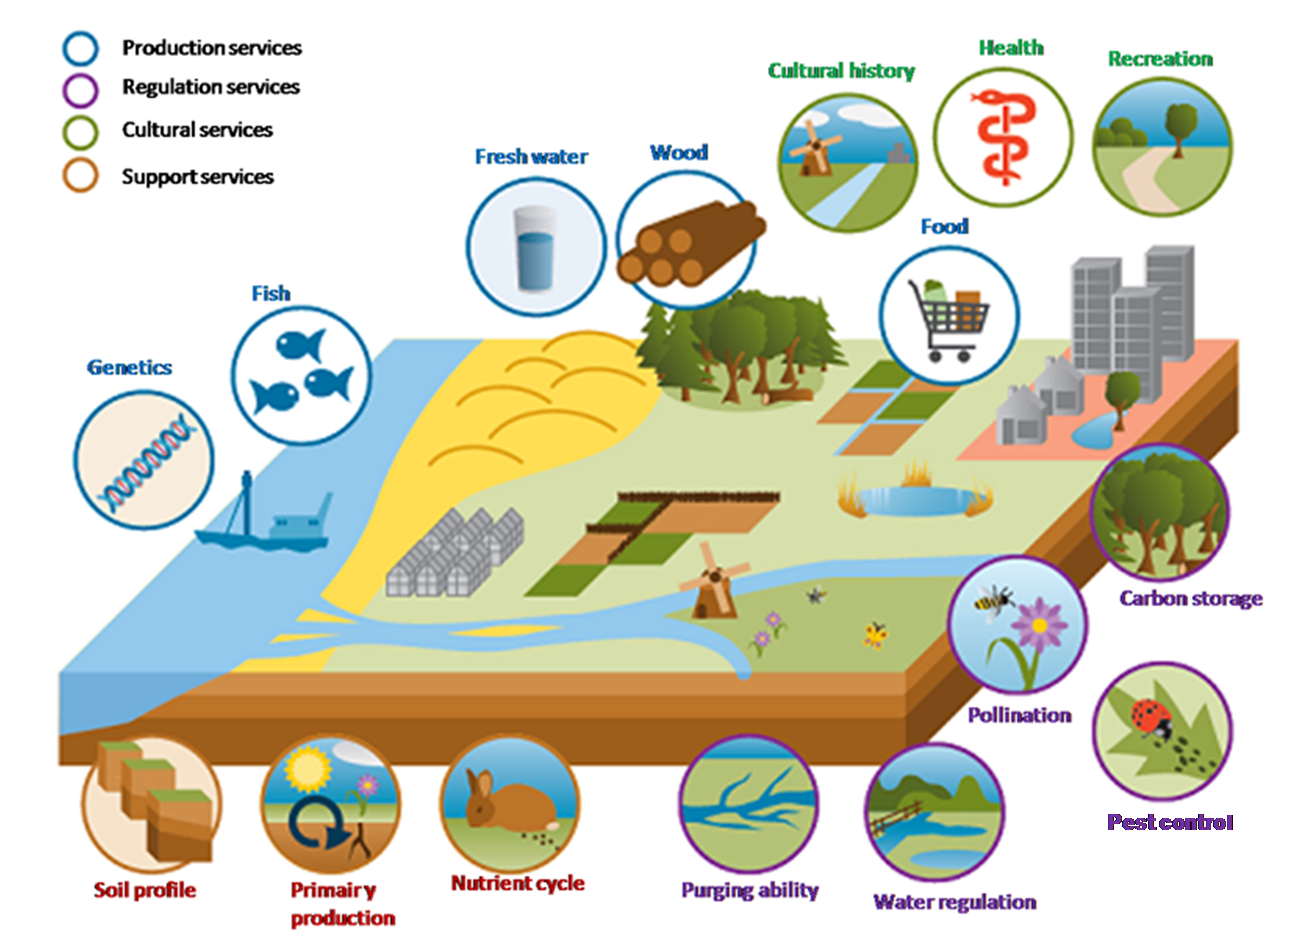 Production services
Regulation services
Cultural services
Support services
Health
Recreation
Cultural history
Wood
Fresh water
Food
Fish
Genetics
Carbon storage
Pollination
Pest control
Soil profile
Primairy
production
Nutrient cycle
Purging ability
Water regulation